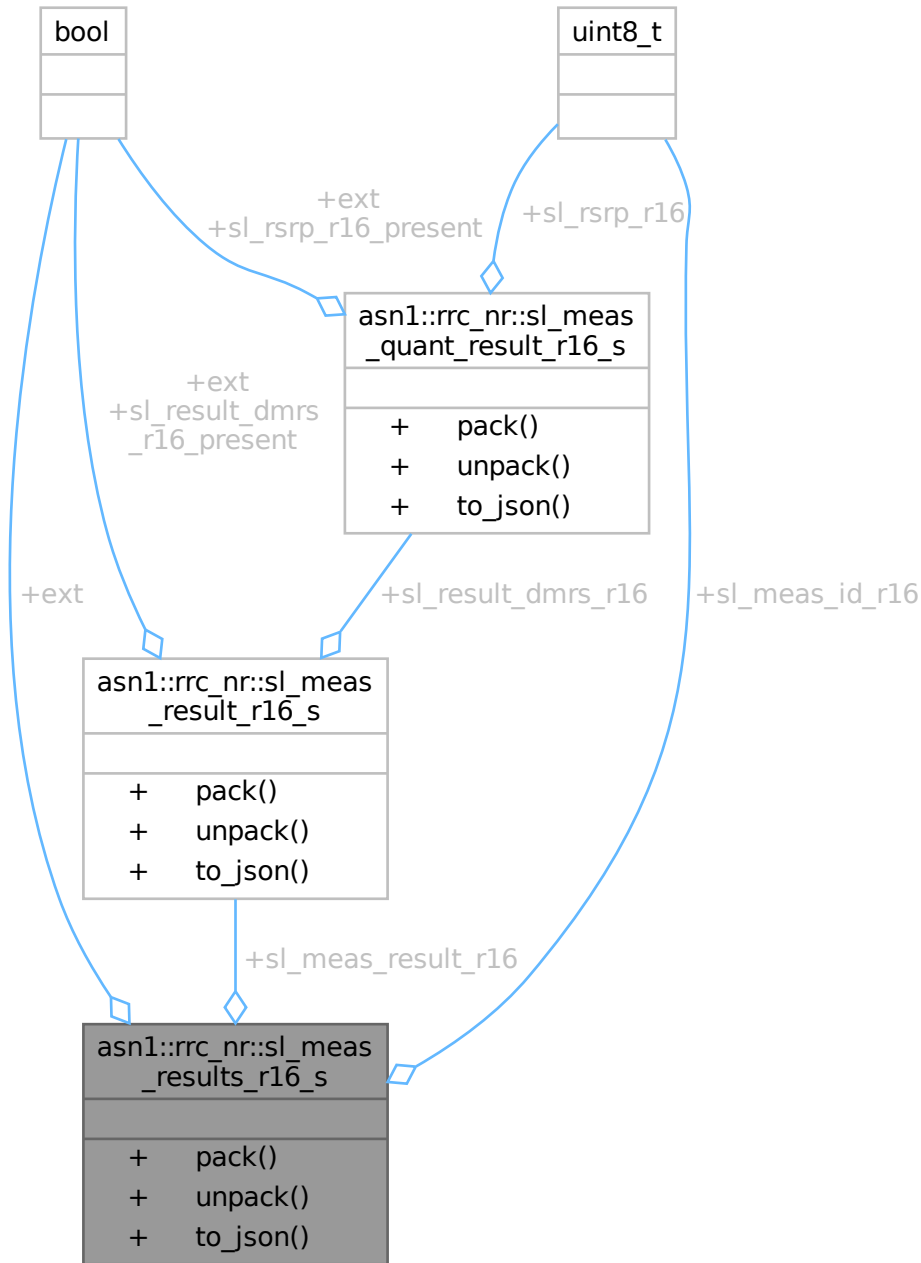 bool
uint8_t
+ext
+sl_rsrp_r16_present
+sl_rsrp_r16
asn1::rrc_nr::sl_meas
_quant_result_r16_s
+ pack()
+ unpack()
+ to_json()
+ext
+sl_result_dmrs
_r16_present
+ext
+sl_result_dmrs_r16
+sl_meas_id_r16
asn1::rrc_nr::sl_meas
_result_r16_s
+ pack()
+ unpack()
+ to_json()
+sl_meas_result_r16
asn1::rrc_nr::sl_meas
_results_r16_s
+ pack()
+ unpack()
+ to_json()